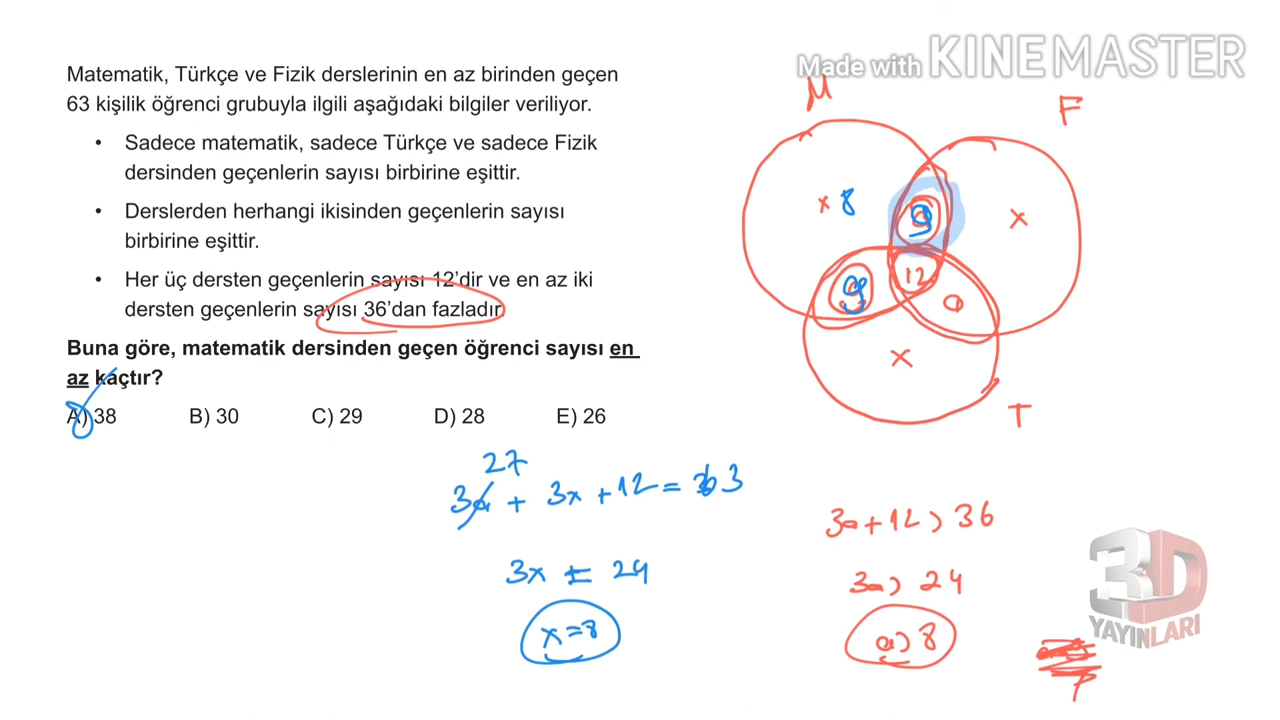 Made with KINEMASTER
Matematik, Türkçe ve Fizik derslerinin en az birinden geçen
63 kişilik öğrenci grubuyla ilgili aşağıdaki bilgiler veriliyor.
• Sadece matematik, sadece Türkçe ve sadece Fizik
dersinden geçenlerin sayısı birbirine eşittir.
• Derslerden herhangi ikisinden geçenlerin sayısı
birbirine eşittir.
• Her üç dersten geçenlerin sayısı 12'dir ve en az iki
dersten geçenlerin sayısı 36'dan fazladır.
Buna göre, matematik dersinden geçen öğrenci sayısı en
az kaçtır?
A) 38 B) 30 C) 29 D) 28 E) 26
M
F
x 8
9
x
9
12
a
x
T
27
3a + 3x + 12 = 63
3x = 24
x = 8
3a + 12 > 36
3a > 24
a > 8
3D
YAYINLARI